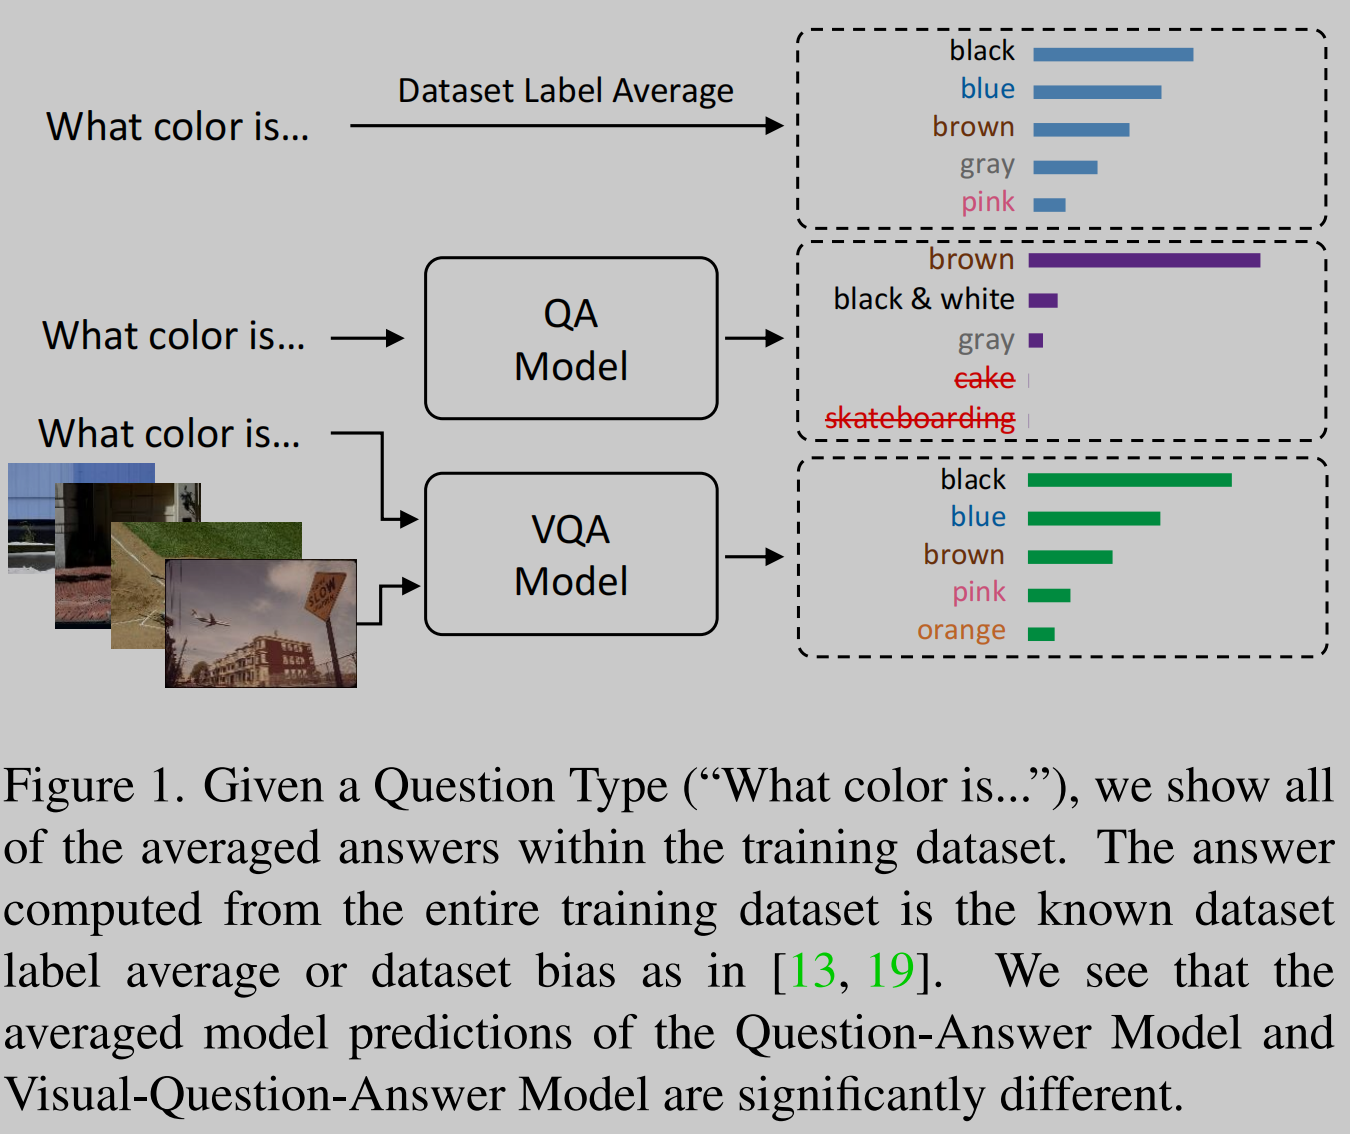 What color is...
Dataset Label Average
black
blue
brown
gray
pink
What color is...
QA
Model
brown
black & white
gray
cake
skateboarding
What color is...
VQA
Model
SLOW
black
blue
brown
pink
orange
Figure 1. Given a Question Type (“What color is...”), we show all
of the averaged answers within the training dataset. The answer
computed from the entire training dataset is the known dataset
label average or dataset bias as in [13, 19]. We see that the
averaged model predictions of the Question-Answer Model and
Visual-Question-Answer Model are significantly different.